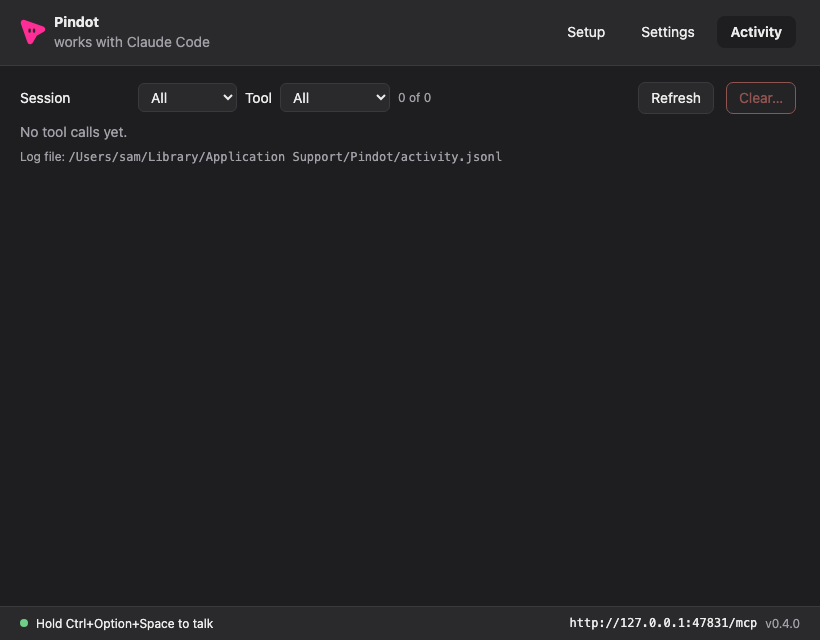 Pindot
works with Claude Code
Setup
Settings
Activity
Session
All
Tool
All
0 of 0
Refresh
Clear...
No tool calls yet.
Log file: /Users/sam/Library/Application Support/Pindot/activity.jsonl
Hold Ctrl+Option+Space to talk
http://127.0.0.1:47831/mcp v0.4.0